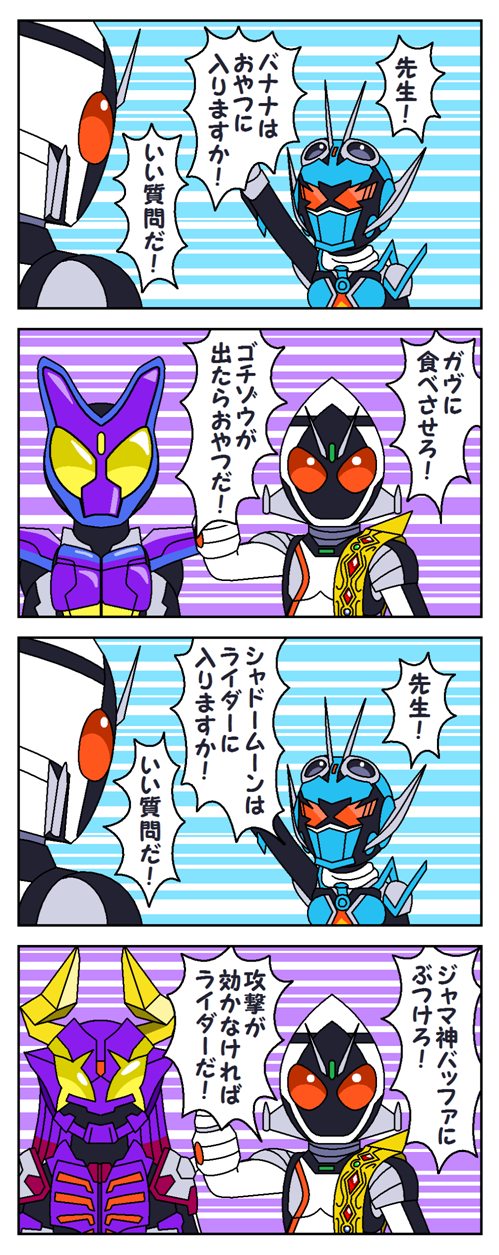 先生！
バナナは
おやつに
入りますか！
いい質問だ！
ガヴに
食べさせろ！
ゴチゾウが
出たらおやつだ！
先生！
シャドームーンは
ライダーに
入りますか！
いい質問だ！
ジャマ神バッファに
ぶつけろ！
攻撃が
効かなければ
ライダーだ！